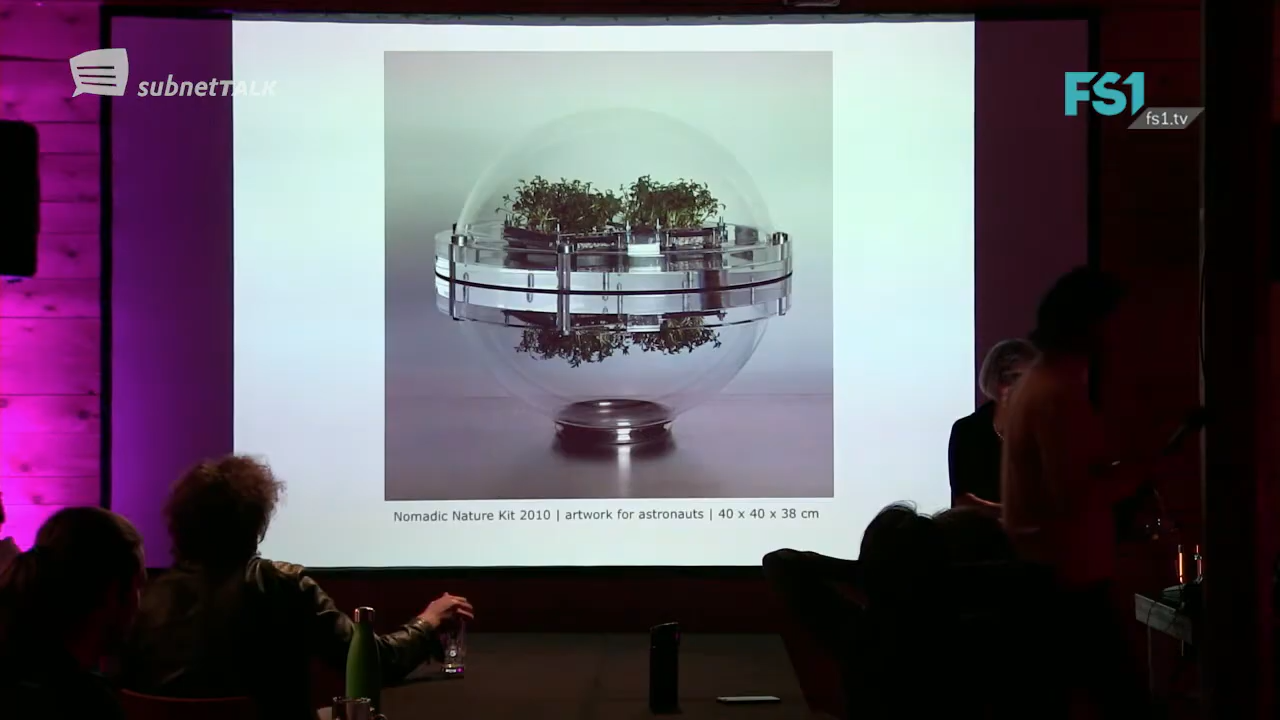 subnetTALK
FS1
fs1.tv
Nomadic Nature Kit 2010 | artwork for astronauts | 40 x 40 x 38 cm